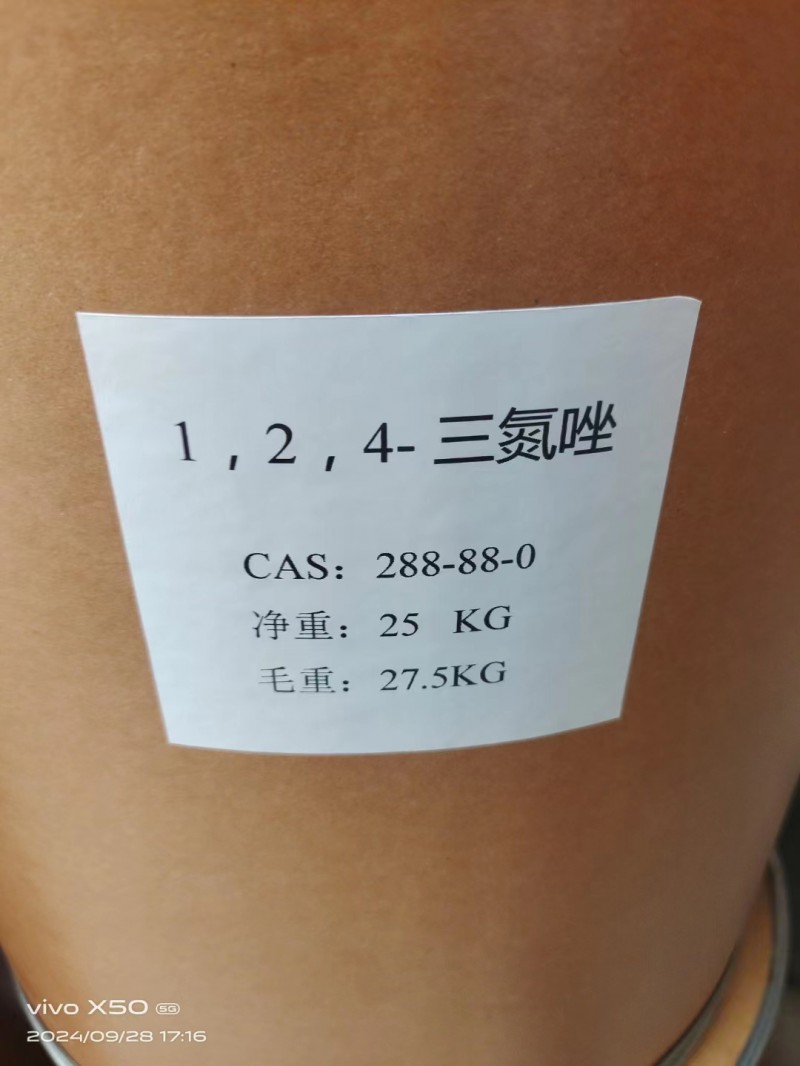 1，2，4-三氮唑
CAS：288-88-0
净重：25 KG
毛重：27.5KG
vivo X50 5G
2024/09/28 17:16